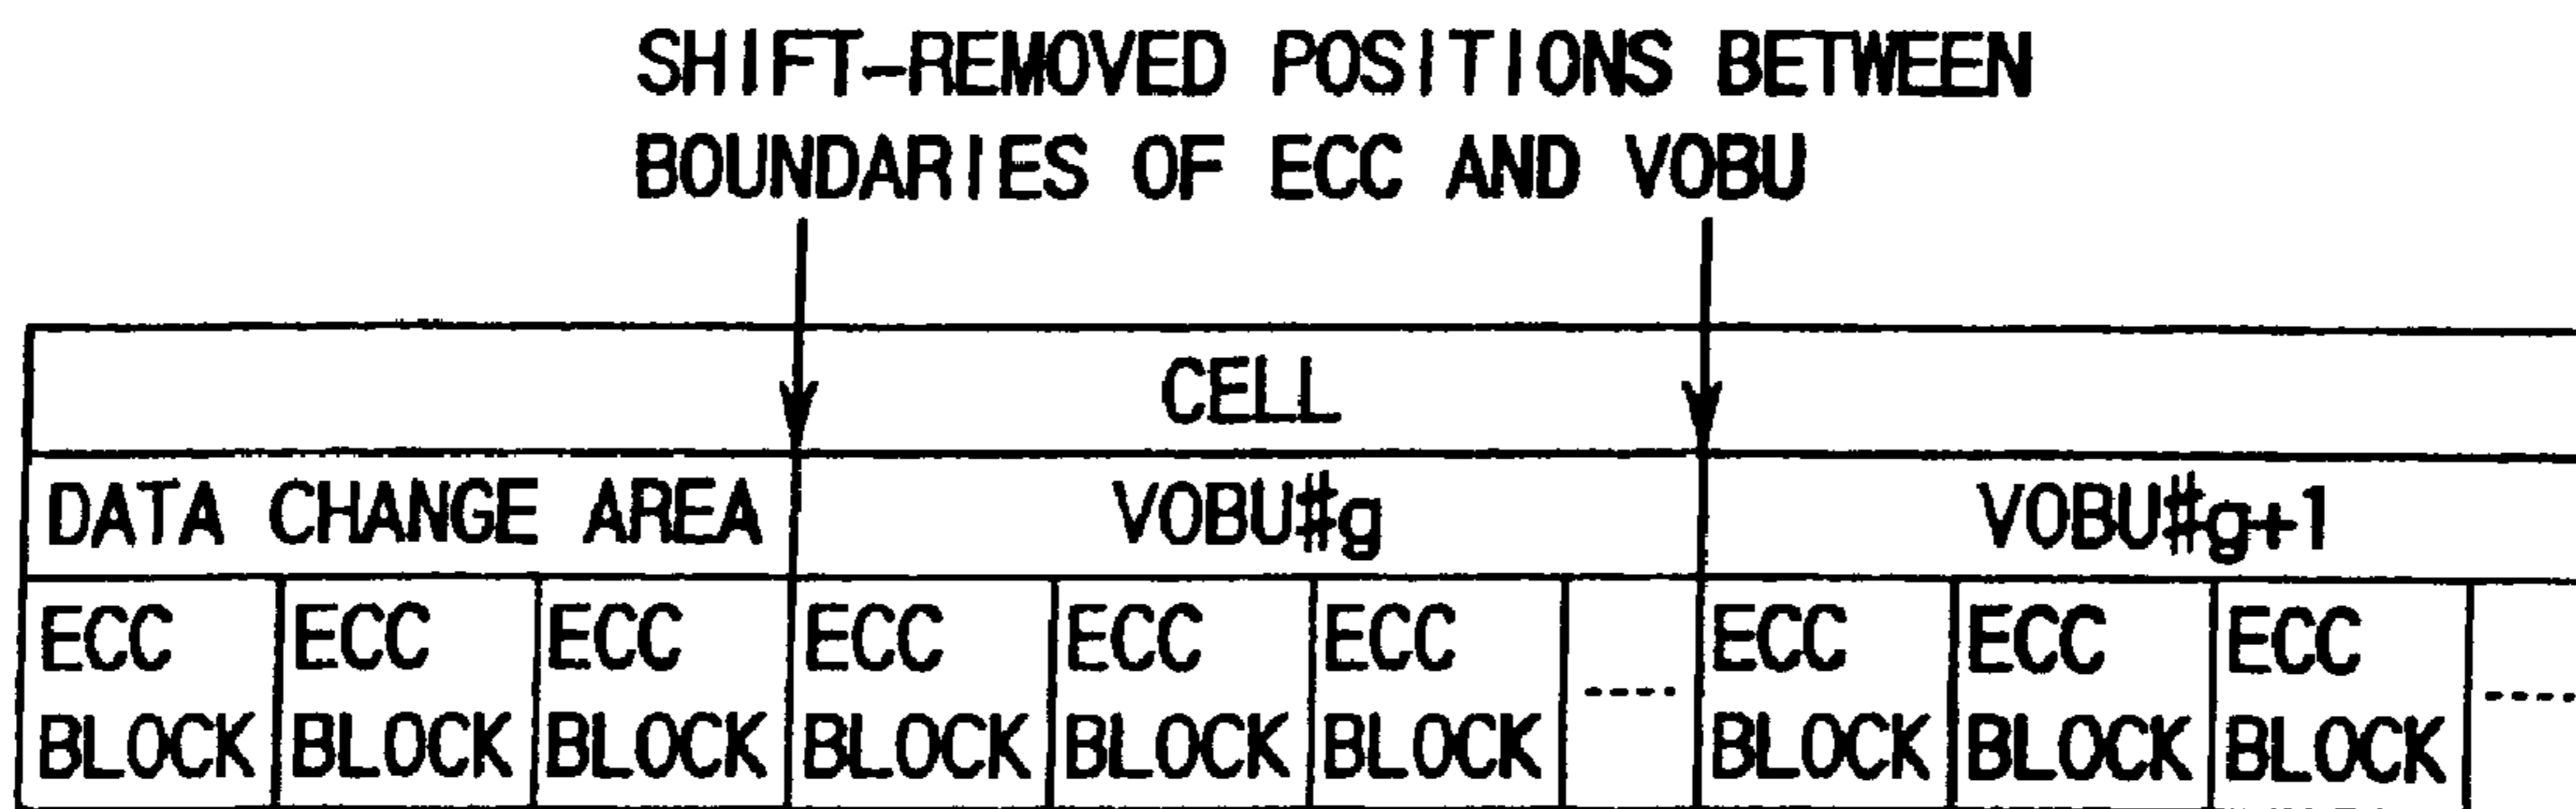 SHIFT-REMOVED POSITIONS BETWEEN
BOUNDARIES OF ECC AND VOBU
CELL
DATA CHANGE AREA VOBU#g VOBU#g+1
ECC ECC ECC ECC ECC ECC ---- ECC ECC ECC ----
BLOCK BLOCK BLOCK BLOCK BLOCK BLOCK BLOCK BLOCK BLOCK